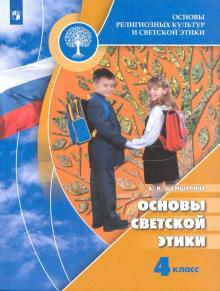 ОСНОВЫ
РЕЛИГИОЗНЫХ КУЛЬТУР
И СВЕТСКОЙ ЭТИКИ
А. И. ШЕМШУРИНА
ОСНОВЫ
СВЕТСКОЙ
ЭТИКИ
4 КЛАСС